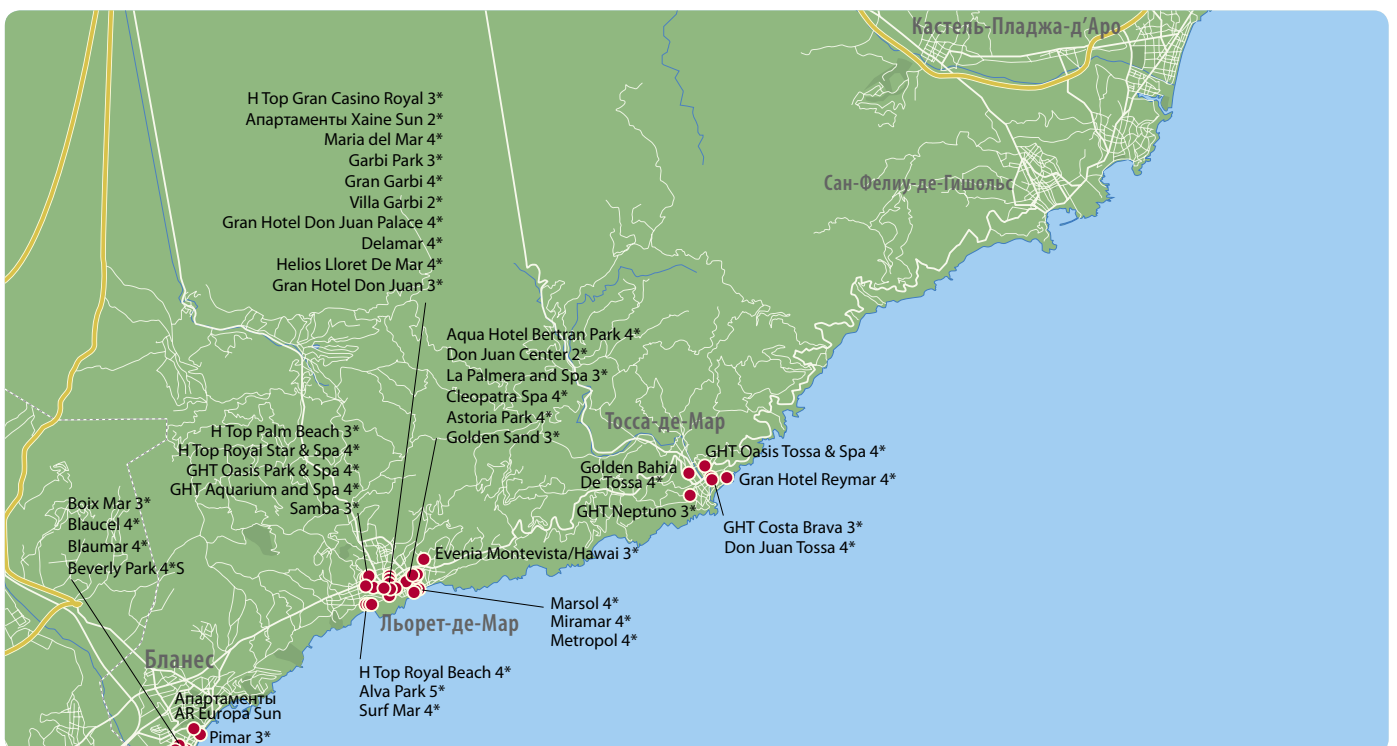 Кастель-Пладжа-д’Аро
Сан-Фелиу-де-Гишольс
H Top Gran Casino Royal 3*
Апартаменты Xaine Sun 2*
Maria del Mar 4*
Garbi Park 3*
Gran Garbi 4*
Villa Garbi 2*
Gran Hotel Don Juan Palace 4*
Delamar 4*
Helios Lloret De Mar 4*
Gran Hotel Don Juan 3*
Aqua Hotel Bertran Park 4*
Don Juan Center 2*
La Palmera and Spa 3*
Cleopatra Spa 4*
Astoria Park 4*
Golden Sand 3*
Тосса-де-Мар
GHT Oasis Tossa & Spa 4*
Golden Bahia
De Tossa 4*
Gran Hotel Reymar 4*
GHT Neptuno 3*
GHT Costa Brava 3*
Don Juan Tossa 4*
H Top Palm Beach 3*
H Top Royal Star & Spa 4*
GHT Oasis Park & Spa 4*
GHT Aquarium and Spa 4*
Samba 3*
Boix Mar 3*
Blaucel 4*
Blaumar 4*
Beverly Park 4*S
Evenia Montevista/Hawai 3*
Marsol 4*
Miramar 4*
Metropol 4*
Льорет-де-Мар
H Top Royal Beach 4*
Alva Park 5*
Surf Mar 4*
Бланес
Апартаменты
AR Europa Sun
Pimar 3*